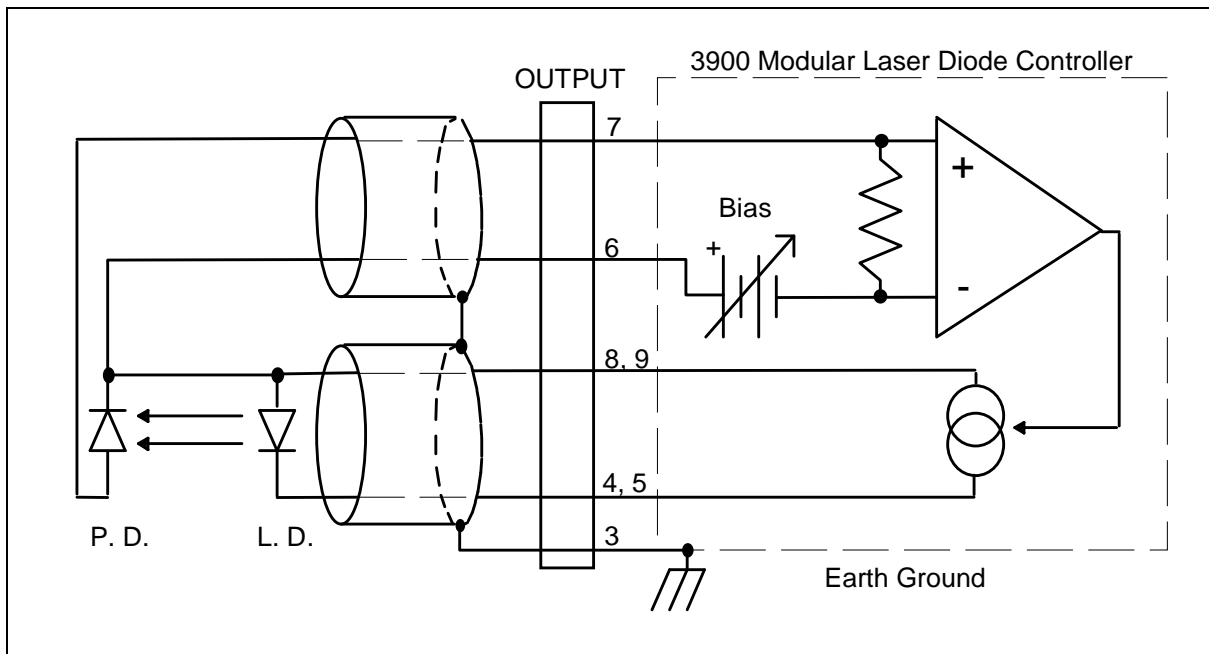 3900 Modular Laser Diode Controller
OUTPUT
7
+
Bias
6
+
-
8, 9
4, 5
P. D.
L. D.
3
Earth Ground